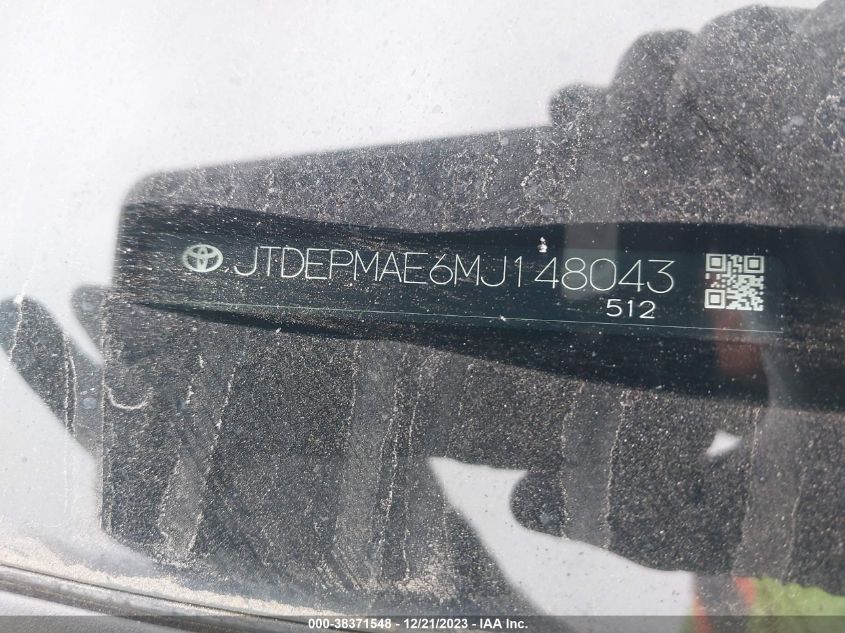 JTDEPMAE6MJ148043
512
000-38371548 - 12/21/2023 - IAA Inc.